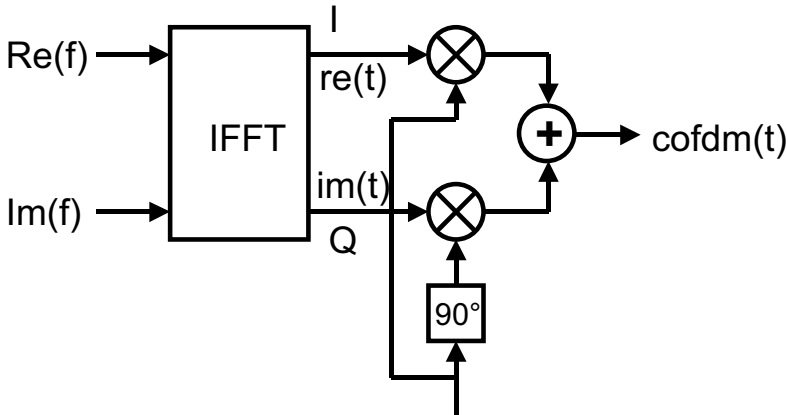 I
Re(f)
re(t)
IFFT
+
cofdm(t)
Im(f)
im(t)
Q
90°